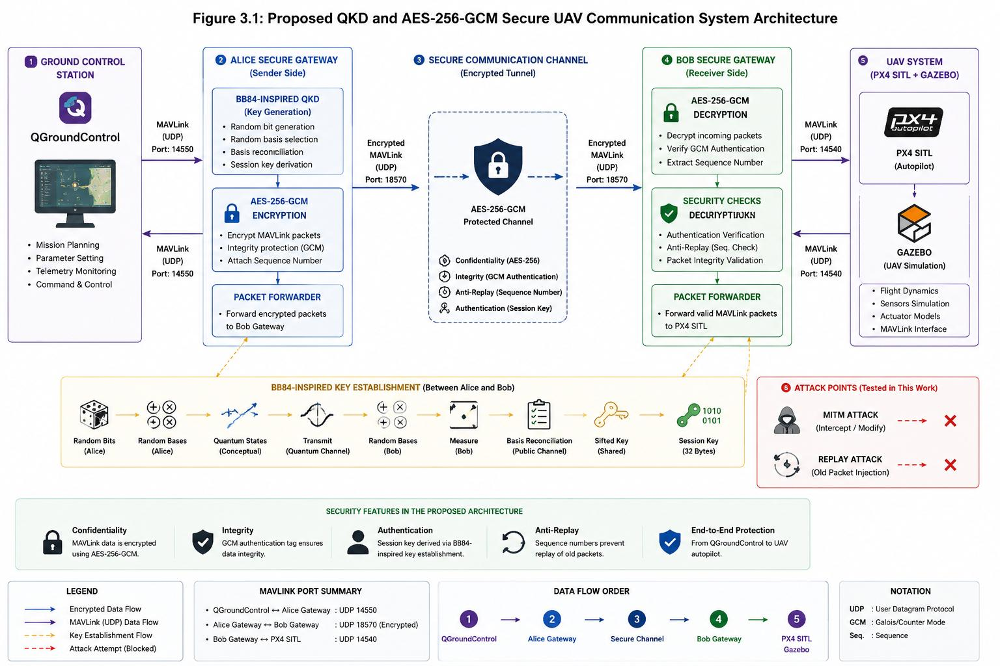 Figure 3.1: Proposed QKD and AES-256-GCM Secure UAV Communication System Architecture
1 GROUND CONTROL
STATION
QGroundControl
• Mission Planning
• Parameter Setting
• Telemetry Monitoring
• Command & Control
MAVLink
(UDP)
Port: 14550
MAVLink
(UDP)
Port: 14550
2 ALICE SECURE GATEWAY
(Sender Side)
BB84-INSPIRED QKD
(Key Generation)
• Random bit generation
• Random basis selection
• Basis reconciliation
• Session key derivation
AES-256-GCM
ENCRYPTION
• Encrypt MAVLink packets
• Integrity protection (GCM)
• Attach Sequence Number
PACKET FORWARDER
• Forward encrypted packets
to Bob Gateway
Encrypted
MAVLink
(UDP)
Port: 18570
3 SECURE COMMUNICATION CHANNEL
(Encrypted Tunnel)
AES-256-GCM
Protected Channel
Confidentiality (AES-256)
Integrity (GCM Authentication)
Anti-Replay (Sequence Number)
Authentication (Session Key)
Encrypted
MAVLink
(UDP)
Port: 18570
4 BOB SECURE GATEWAY
(Receiver Side)
AES-256-GCM
DECRYPTION
• Decrypt incoming packets
• Verify GCM Authentication
• Extract Sequence Number
SECURITY CHECKS
• Authentication Verification
• Anti-Replay (Seq. Check)
• Packet Integrity Validation
PACKET FORWARDER
• Forward valid MAVLink packets
to PX4 SITL
MAVLink
(UDP)
Port: 14540
MAVLink
(UDP)
Port: 14540
5 UAV SYSTEM
(PX4 SITL + GAZEBO)
px4
autopilot
PX4 SITL
(Autopilot)
GAZEBO
(UAV Simulation)
• Flight Dynamics
• Sensors Simulation
• Actuator Models
• MAVLink Interface
BB84-INSPIRED KEY ESTABLISHMENT (Between Alice and Bob)
1010
0101
Random Bits
(Alice)
Random Bases
(Alice)
Quantum States
(Conceptual)
Transmit
(Quantum Channel)
Random Bases
(Bob)
Measure
(Bob)
Basis Reconciliation
(Public Channel)
Sifted Key
(Shared)
Session Key
(32 Bytes)
6 ATTACK POINTS (Tested in This Work)
MITM ATTACK
(Intercept / Modify)
REPLAY ATTACK
(Old Packet Injection)
SECURITY FEATURES IN THE PROPOSED ARCHITECTURE
Confidentiality
MAVLink data is encrypted
using AES-256-GCM.
Integrity
GCM authentication tag ensures
data integrity.
Authentication
Session key derived via BB84-
inspired key establishment.
Anti-Replay
Sequence numbers prevent
replay of old packets.
End-to-End Protection
From QGroundControl to UAV
autopilot.
LEGEND
Encrypted Data Flow
MAVLink (UDP) Data Flow
Key Establishment Flow
Attack Attempt (Blocked)
MAVLINK PORT SUMMARY
• QGroundControl ↔ Alice Gateway : UDP 14550
• Alice Gateway ↔ Bob Gateway : UDP 18570 (Encrypted)
• Bob Gateway ↔ PX4 SITL : UDP 14540
DATA FLOW ORDER
1 2 3 4 5
QGroundControl
Alice Gateway
Secure Channel
Bob Gateway
PX4 SITL
Gazebo
NOTATION
UDP : User Datagram Protocol
GCM : Galois/Counter Mode
Seq. : Sequence